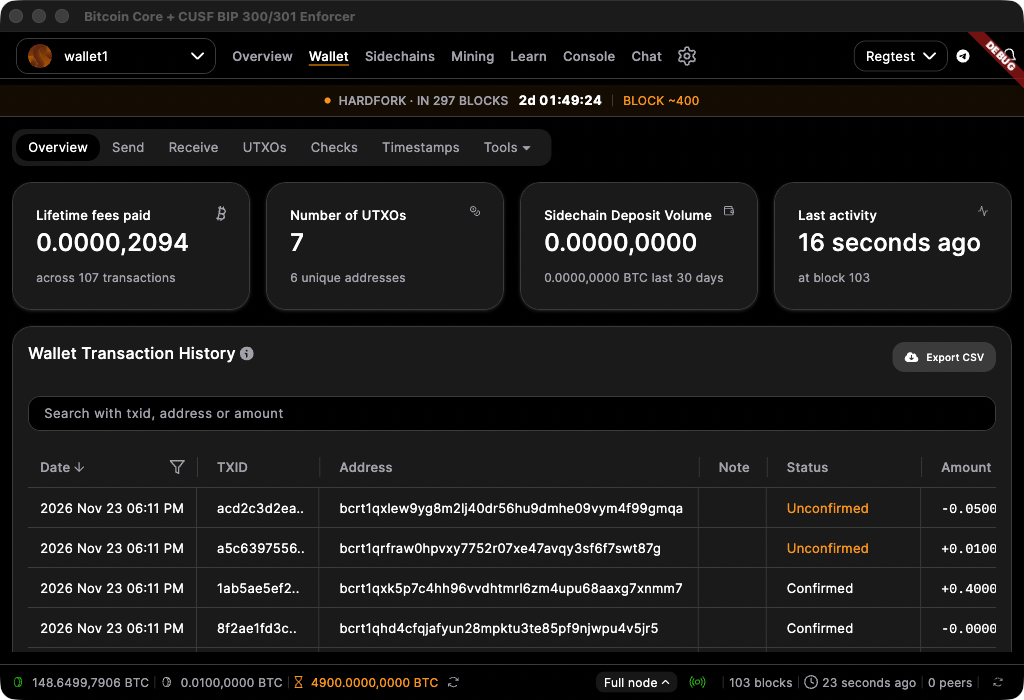 Bitcoin Core + CUSF BIP 300/301 Enforcer
wallet1 Overview Wallet Sidechains Mining Learn Console Chat Regtest DEBUG
HARDFORK · IN 297 BLOCKS 2d 01:49:24 BLOCK ~400
Overview Send Receive UTXOs Checks Timestamps Tools
Lifetime fees paid
0.0000,2094
across 107 transactions
Number of UTXOs
7
6 unique addresses
Sidechain Deposit Volume
0.0000,0000
0.0000,0000 BTC last 30 days
Last activity
16 seconds ago
at block 103
Wallet Transaction History
Export CSV
Search with txid, address or amount
Date TXID Address Note Status Amount
2026 Nov 23 06:11 PM acd2c3d2ea.. bcrt1qxlew9yg8m2lj40dr56hu9dmhe09vym4f99gmqa Unconfirmed -0.0500
2026 Nov 23 06:11 PM a5c6397556.. bcrt1qrfraw0hpvxy7752r07xe47avqy3sf6f7swt87g Unconfirmed +0.0100
2026 Nov 23 06:11 PM 1ab5ae5ef2.. bcrt1qxk5p7c4hh96vvdhtmrl6zm4upu68aaxg7xnmm7 Confirmed +0.4000
2026 Nov 23 06:11 PM 8f2ae1fd3c.. bcrt1qhd4cfqjafyun28mpktu3te85pf9njwpu4v5jr5 Confirmed -0.0000
148.6499,7906 BTC 0.0100,0000 BTC 4900.0000,0000 BTC Full node 103 blocks 23 seconds ago 0 peers